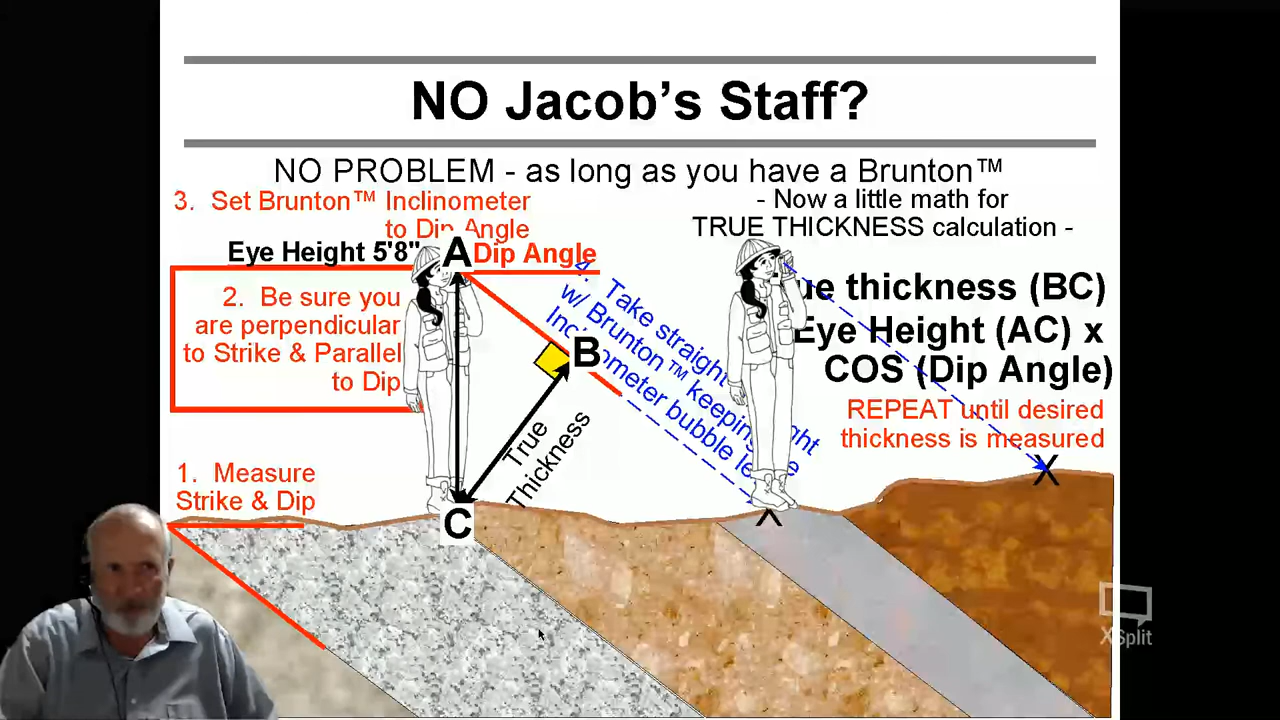 NO Jacob's Staff?
NO PROBLEM - as long as you have a Brunton™
3. Set Brunton™ Inclinometer
to Dip Angle
Eye Height 5'8"
A
Dip Angle
2. Be sure you
are perpendicular
to Strike & Parallel
to Dip
1. Measure
Strike & Dip
B
C
True
Thickness
4. Take straight
w/ Brunton™ keeping
bubble
- Now a little math for
TRUE THICKNESS calculation -
thickness (BC)
Eye Height (AC) x
COS (Dip Angle)
REPEAT until desired
thickness is measured
X
XSplit